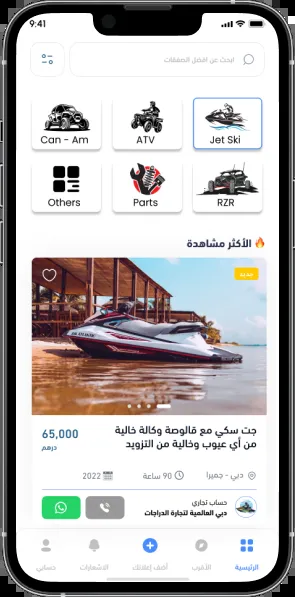 9:41
ابحث عن افضل الصفقات
Can - Am
ATV
Jet Ski
Others
Parts
RZR
الأكثر مشاهدة
جديد
جت سكي مع قالوصة وكالة خالية
من أي عيوب وخالية من التزويد
65,000
درهم
دبي - جميرا
90 ساعة
2022
حساب تجاري
دبي العالمية لتجارة الدراجات
الرئيسية
الأقرب
أضف إعلانك
الاشعارات
حسابي